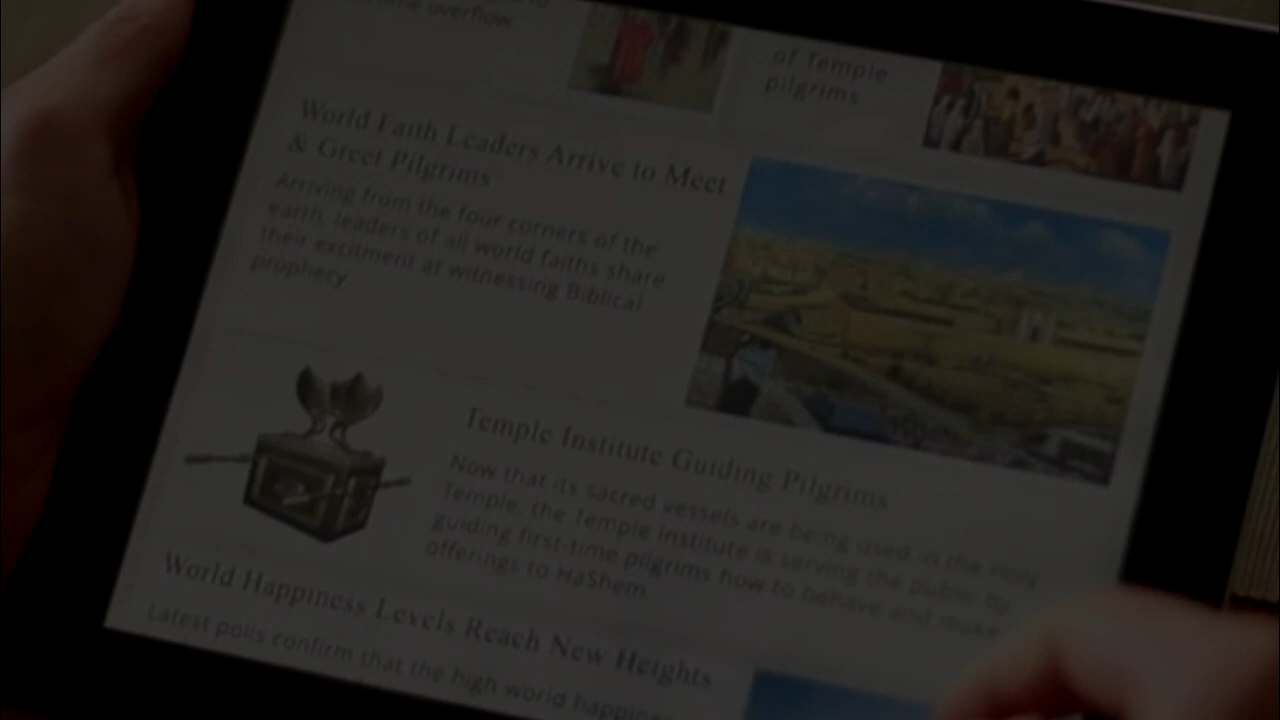 come overflow.
of Temple
pilgrims
World Faith Leaders Arrive to Meet
& Greet Pilgrims
Arriving from the four corners of the
earth, leaders of all world faiths share
their excitment at witnessing Biblical
prophecy.
Temple Institute Guiding Pilgrims
Now that its sacred vessels are being used in the Holy
Temple, the Temple Institute is serving the public by
guiding first-time pilgrims how to behave and make
offerings to HaShem.
World Happiness Levels Reach New Heights
Latest polls confirm that the high world